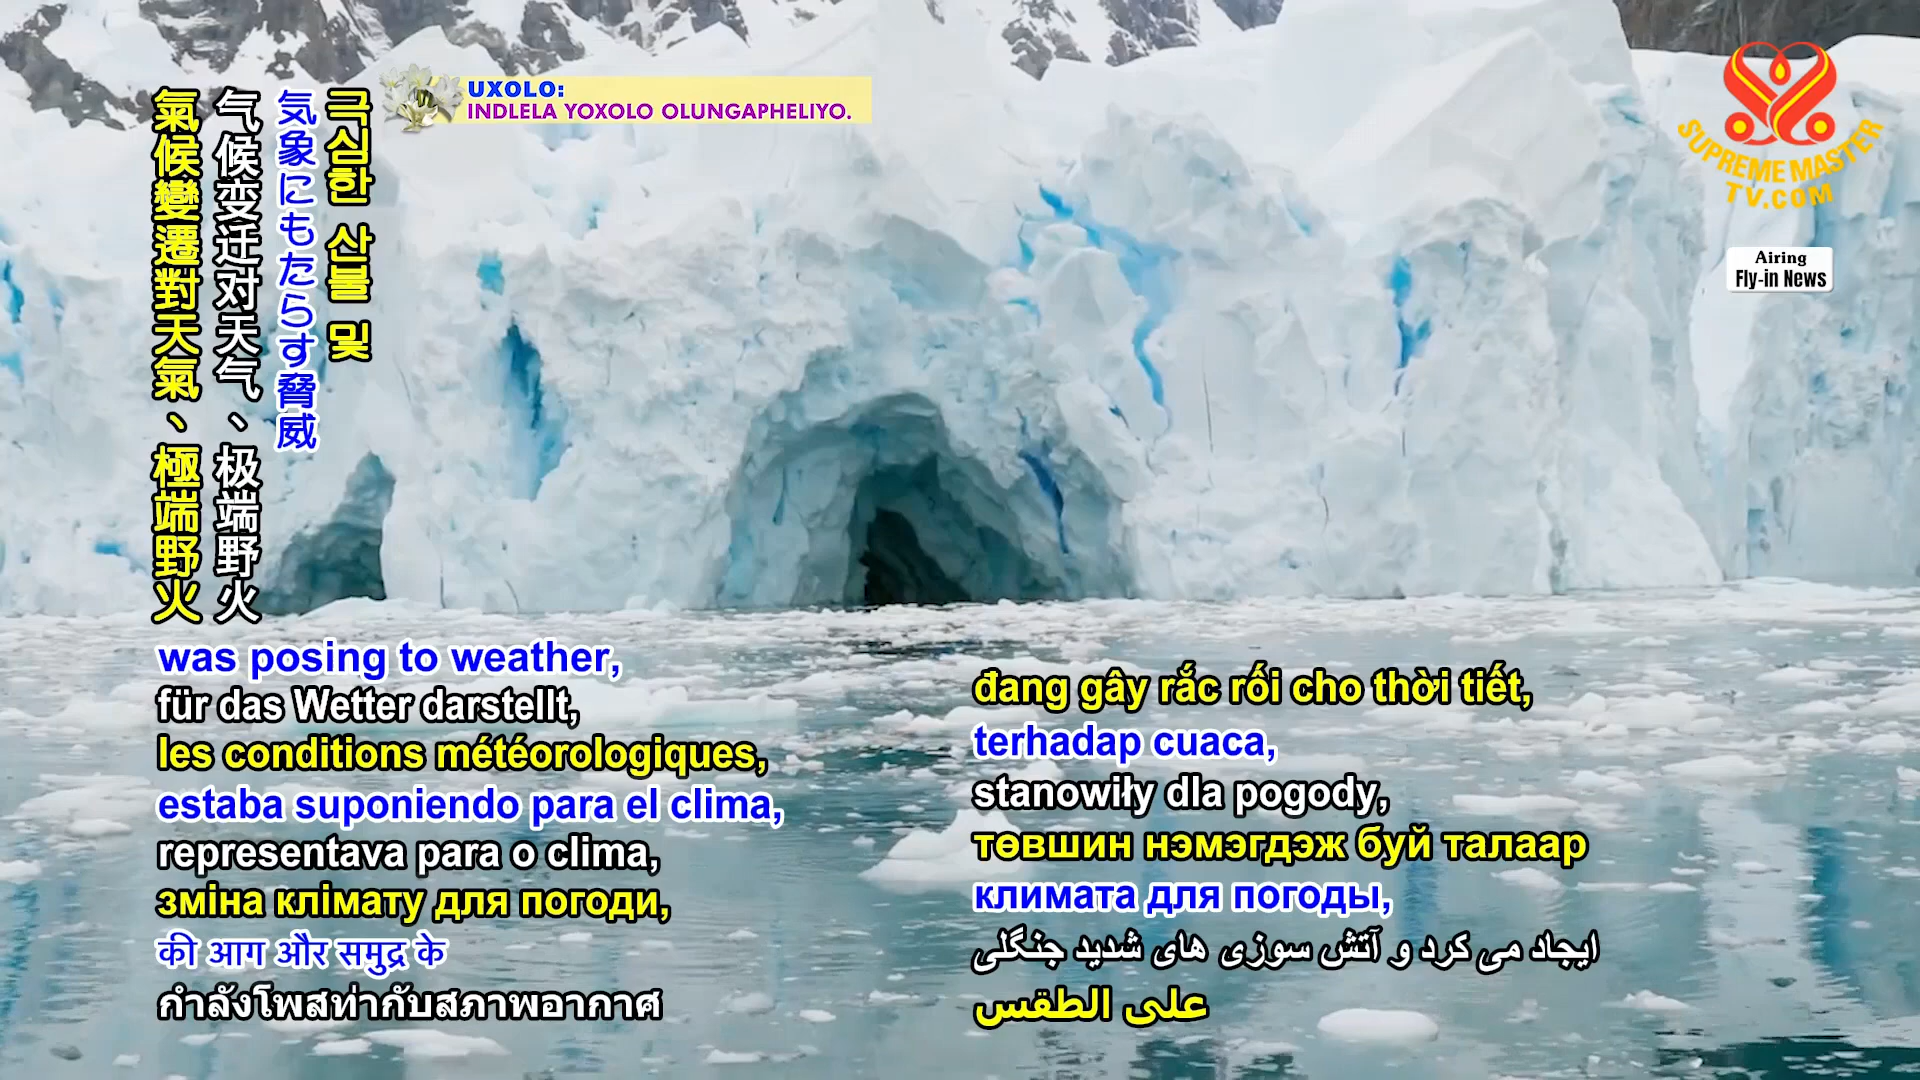 UXOLO:
INDLELA YOXOLO OLUNGAPHELIYO.
SUPREME MASTER
TV.COM
Airing
Fly-in News
극심한 산불 및
気象にもたらす脅威
气候变迁对天气、极端野火
氣候變遷對天氣、極端野火
was posing to weather,
für das Wetter darstellt,
les conditions météorologiques,
estaba suponiendo para el clima,
representava para o clima,
зміна клімату для погоди,
की आग और समुद्र के
กำลังโพสท่ากับสภาพอากาศ
đang gây rắc rối cho thời tiết,
terhadap cuaca,
stanowiły dla pogody,
төвшин нэмэгдэж буй талаар
климата для погоды,
ایجاد می کرد و آتش سوزی های شدید جنگلی
على الطقس